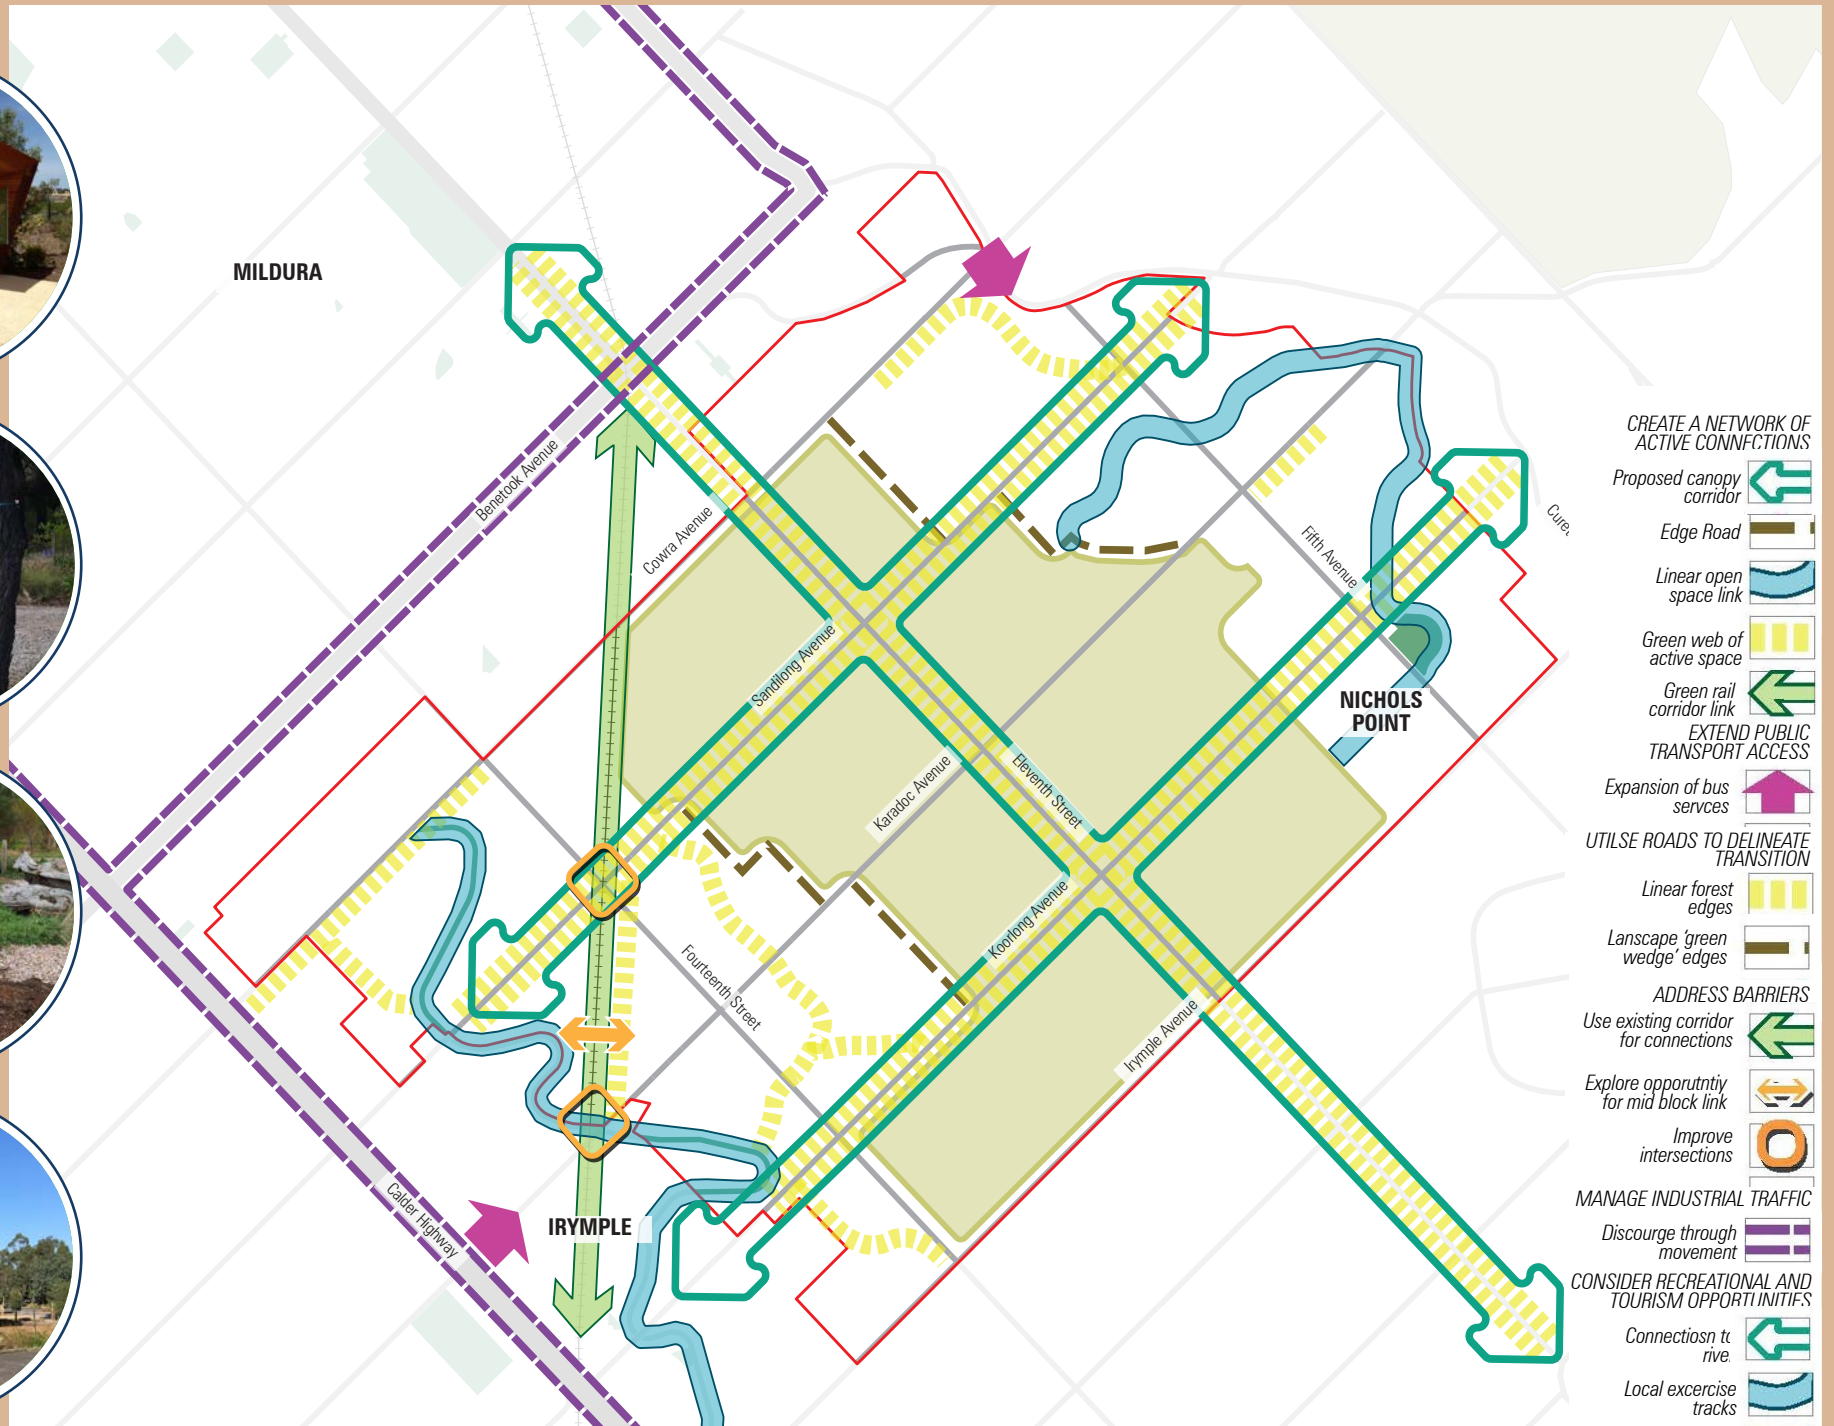 MILDURA
Benetook Avenue
Cowra Avenue
Sandilong Avenue
Karadoc Avenue
Eleventh Street
Koorlong Avenue
Fourteenth Street
Irymple Avenue
Fifth Avenue
NICHOLS
POINT
IRYMPLE
Calder Highway
CREATE A NETWORK OF
ACTIVE CONNECTIONS
Proposed canopy
corridor
Edge Road
Linear open
space link
Green web of
active space
Green rail
corridor link
EXTEND PUBLIC
TRANSPORT ACCESS
Expansion of bus
servces
UTILSE ROADS TO DELINEATE
TRANSITION
Linear forest
edges
Lanscape 'green
wedge' edges
ADDRESS BARRIERS
Use existing corridor
for connections
Explore opporutntiy
for mid block link
Improve
intersections
MANAGE INDUSTRIAL TRAFFIC
Discourge through
movement
CONSIDER RECREATIONAL AND
TOURISM OPPORTUNITIES
Connectiosn to
river
Local excercise
tracks